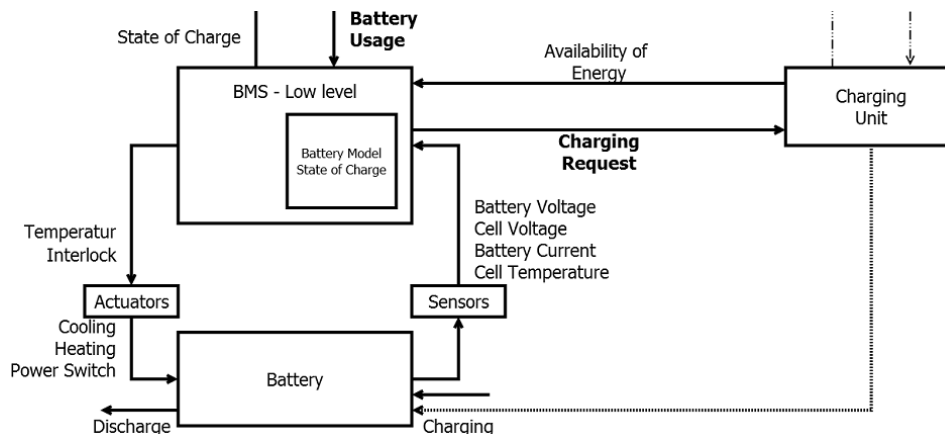 State of Charge
Battery
Usage
Availability of
Energy
BMS - Low level
Charging
Unit
Battery Model
State of Charge
Charging
Request
Battery Voltage
Cell Voltage
Battery Current
Cell Temperature
Temperatur
Interlock
Actuators
Sensors
Cooling
Heating
Power Switch
Battery
Discharge
Charging